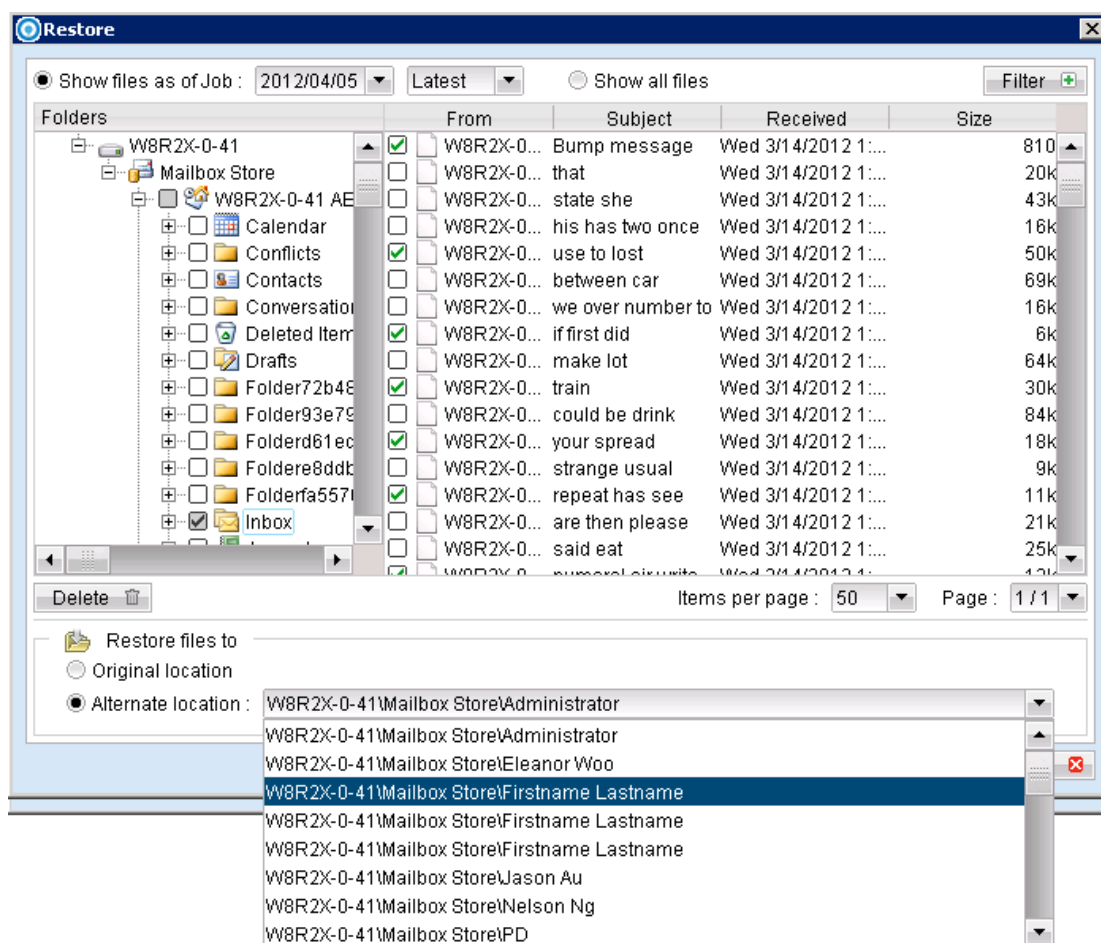 Restore
Show files as of Job : 2012/04/05 Latest Show all files Filter
Folders From Subject Received Size
W8R2X-0-41 W8R2X-0... Bump message Wed 3/14/2012 1:... 810
Mailbox Store W8R2X-0... that Wed 3/14/2012 1:... 20k
W8R2X-0-41 AE W8R2X-0... state she Wed 3/14/2012 1:... 43k
Calendar W8R2X-0... his has two once Wed 3/14/2012 1:... 16k
Conflicts W8R2X-0... use to lost Wed 3/14/2012 1:... 50k
Contacts W8R2X-0... between car Wed 3/14/2012 1:... 69k
Conversation W8R2X-0... we over number to Wed 3/14/2012 1:... 16k
Deleted Item W8R2X-0... if first did Wed 3/14/2012 1:... 6k
Drafts W8R2X-0... make lot Wed 3/14/2012 1:... 64k
Folder72b48 W8R2X-0... train Wed 3/14/2012 1:... 30k
Folder93e79 W8R2X-0... could be drink Wed 3/14/2012 1:... 84k
Folderd61ec W8R2X-0... your spread Wed 3/14/2012 1:... 18k
Foldere8ddb W8R2X-0... strange usual Wed 3/14/2012 1:... 9k
Folderfa557 W8R2X-0... repeat has see Wed 3/14/2012 1:... 11k
Inbox W8R2X-0... are then please Wed 3/14/2012 1:... 21k
W8R2X-0... said eat Wed 3/14/2012 1:... 25k
Delete Items per page : 50 Page : 1 / 1
Restore files to
Original location
Alternate location : W8R2X-0-41\Mailbox Store\Administrator
W8R2X-0-41\Mailbox Store\Administrator
W8R2X-0-41\Mailbox Store\Eleanor Woo
W8R2X-0-41\Mailbox Store\Firstname Lastname
W8R2X-0-41\Mailbox Store\Firstname Lastname
W8R2X-0-41\Mailbox Store\Firstname Lastname
W8R2X-0-41\Mailbox Store\Jason Au
W8R2X-0-41\Mailbox Store\Nelson Ng
W8R2X-0-41\Mailbox Store\PD